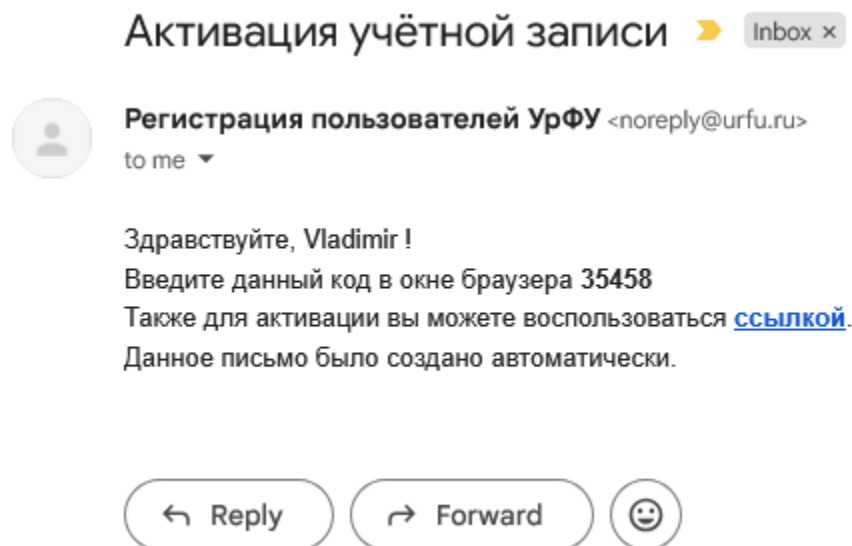 Активация учётной записи Inbox ×
Регистрация пользователей УрФУ <noreply@urfu.ru>
to me
Здравствуйте, Vladimir !
Введите данный код в окне браузера 35458
Также для активации вы можете воспользоваться ссылкой.
Данное письмо было создано автоматически.
Reply Forward